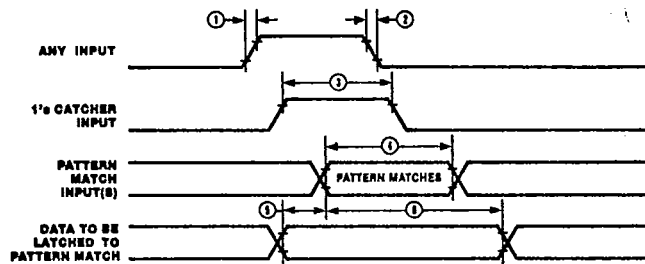 ① ②
ANY INPUT
③
1's CATCHER
INPUT
④
PATTERN
MATCH
INPUT(S)
PATTERN MATCHES
⑤ ⑥
DATA TO BE
LATCHED TO
PATTERN MATCH